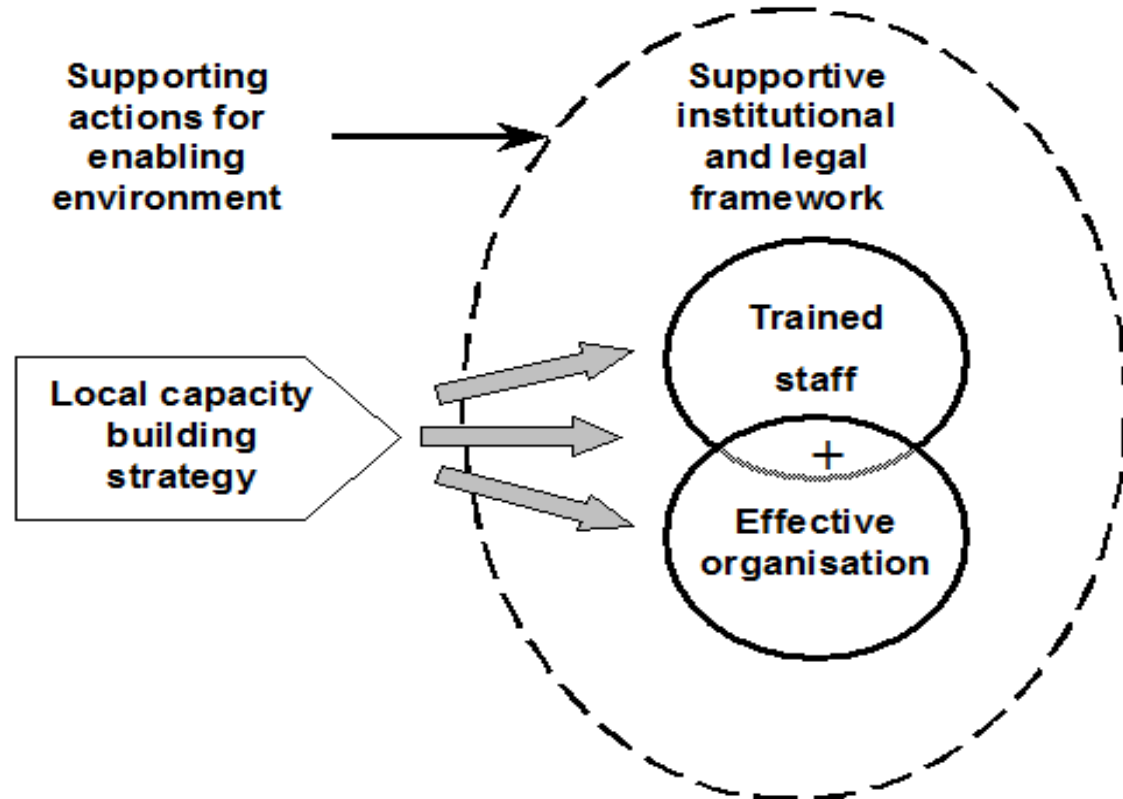 Supporting
actions for
enabling
environment
Supportive
institutional
and legal
framework
Trained
staff
+
Effective
organisation
Local capacity
building
strategy